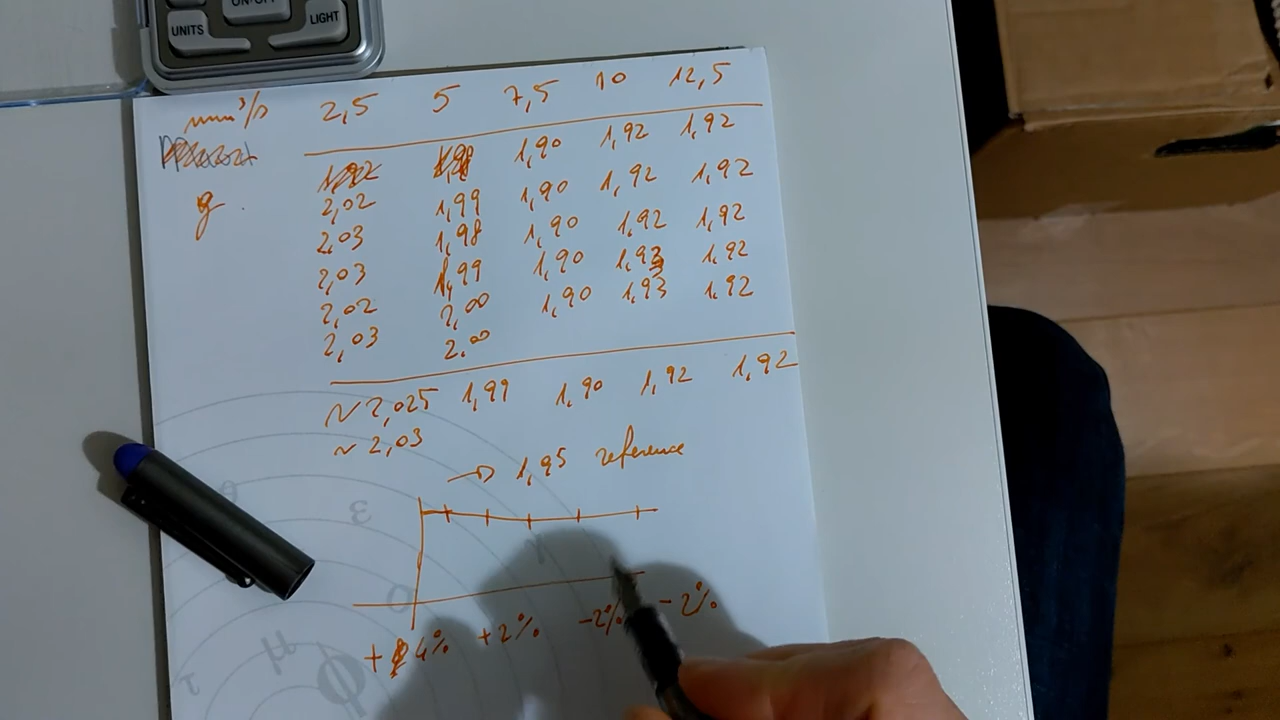 ON-OFF
UNITS LIGHT
mm³/s 2,5 5 7,5 10 12,5
1,90 1,92 1,92
g. 2,02 1,99 1,90 1,92 1,92
2,03 1,98 1,90 1,92 1,92
2,03 1,99 1,90 1,93 1,92
2,02 2,00 1,90 1,93 1,92
2,03 2,00
~ 2,025 1,99 1,90 1,92 1,92
~ 2,03
→ 1,95 reference
+4% +2% -2% -2%
ε
μ
φ